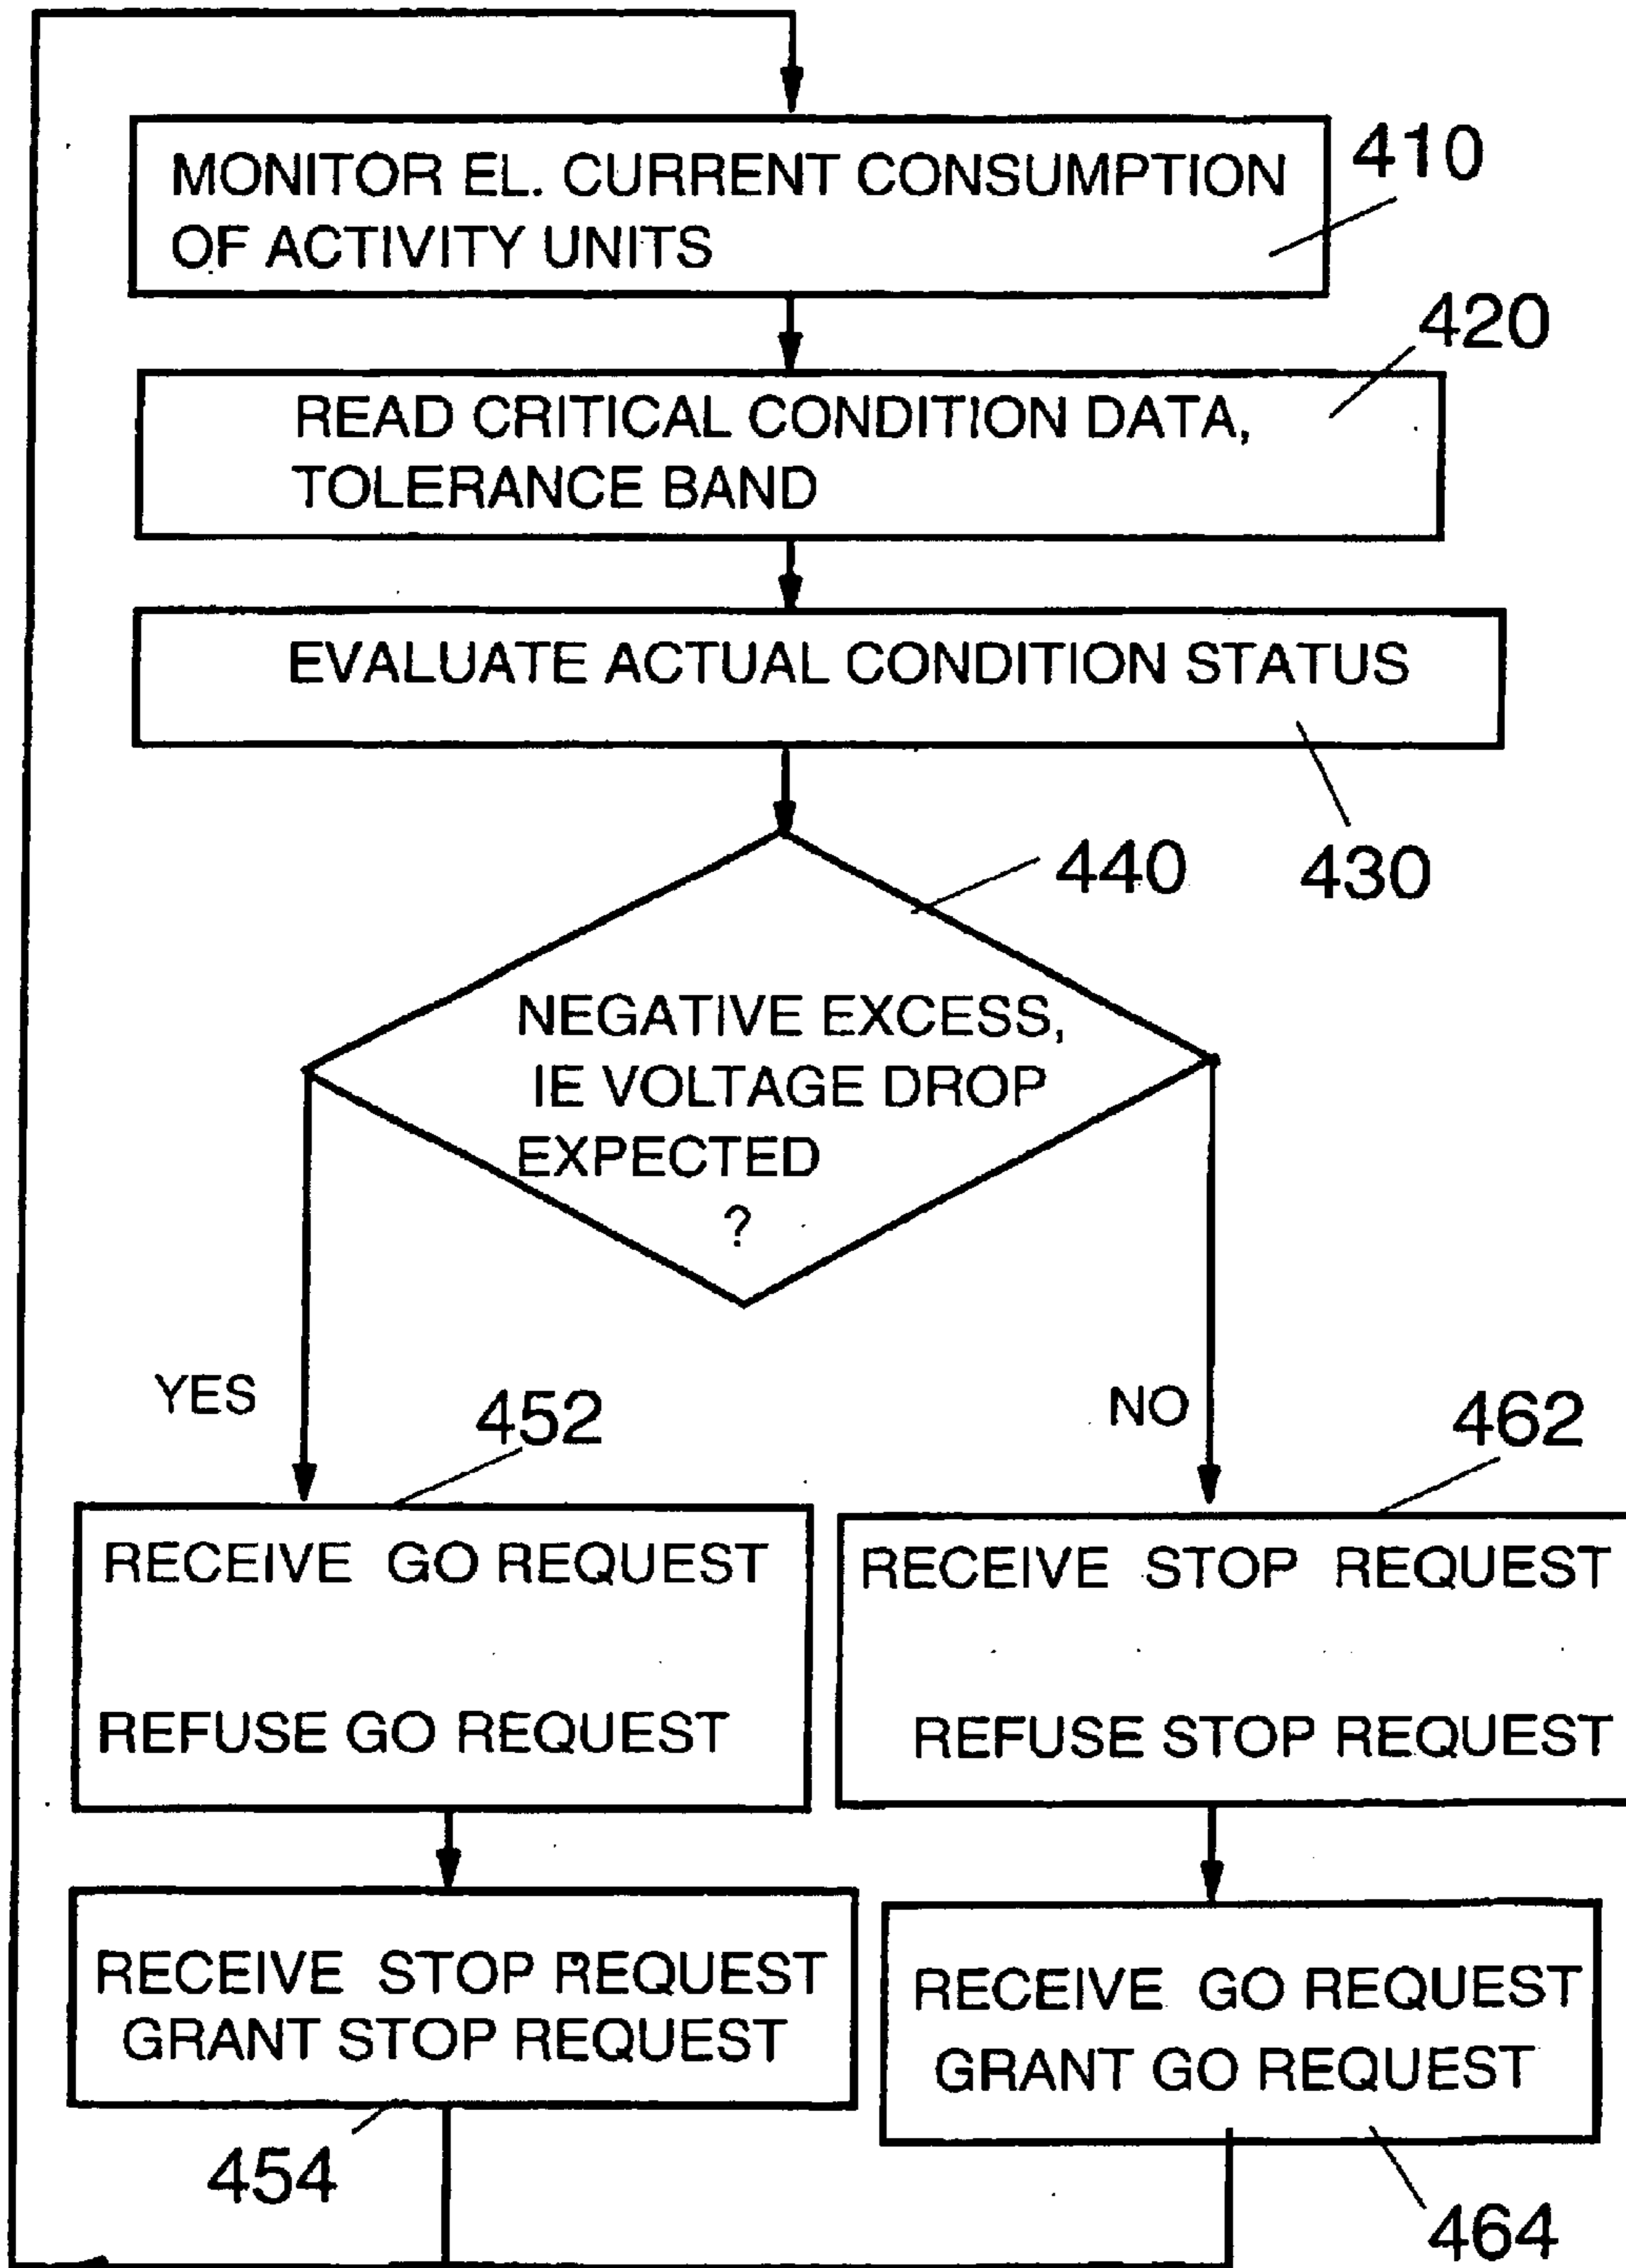 MONITOR EL. CURRENT CONSUMPTION
OF ACTIVITY UNITS
410
420
READ CRITICAL CONDITION DATA,
TOLERANCE BAND
EVALUATE ACTUAL CONDITION STATUS
430
440
NEGATIVE EXCESS,
IE VOLTAGE DROP
EXPECTED
?
YES
NO
452
462
RECEIVE GO REQUEST
REFUSE GO REQUEST
RECEIVE STOP REQUEST
REFUSE STOP REQUEST
RECEIVE STOP REQUEST
GRANT STOP REQUEST
RECEIVE GO REQUEST
GRANT GO REQUEST
454
464